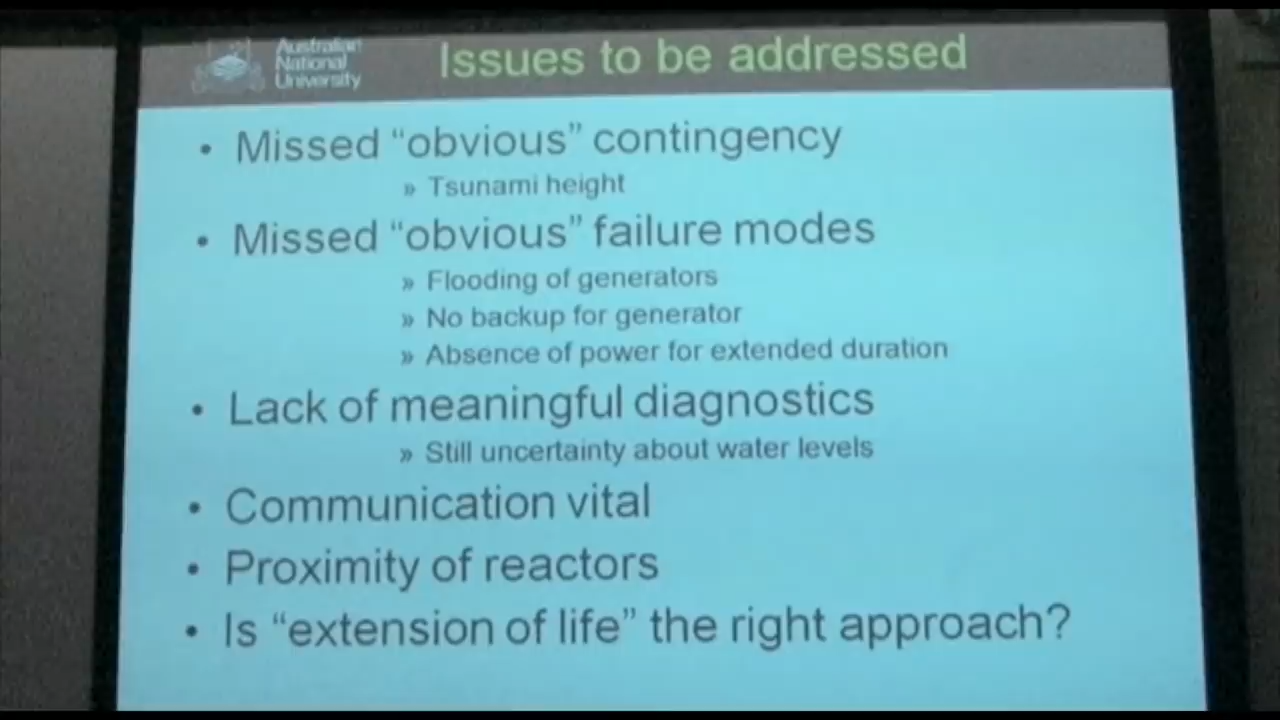 Australian
National
University
Issues to be addressed
• Missed “obvious” contingency
» Tsunami height
• Missed “obvious” failure modes
» Flooding of generators
» No backup for generator
» Absence of power for extended duration
• Lack of meaningful diagnostics
» Still uncertainty about water levels
• Communication vital
• Proximity of reactors
• Is “extension of life” the right approach?